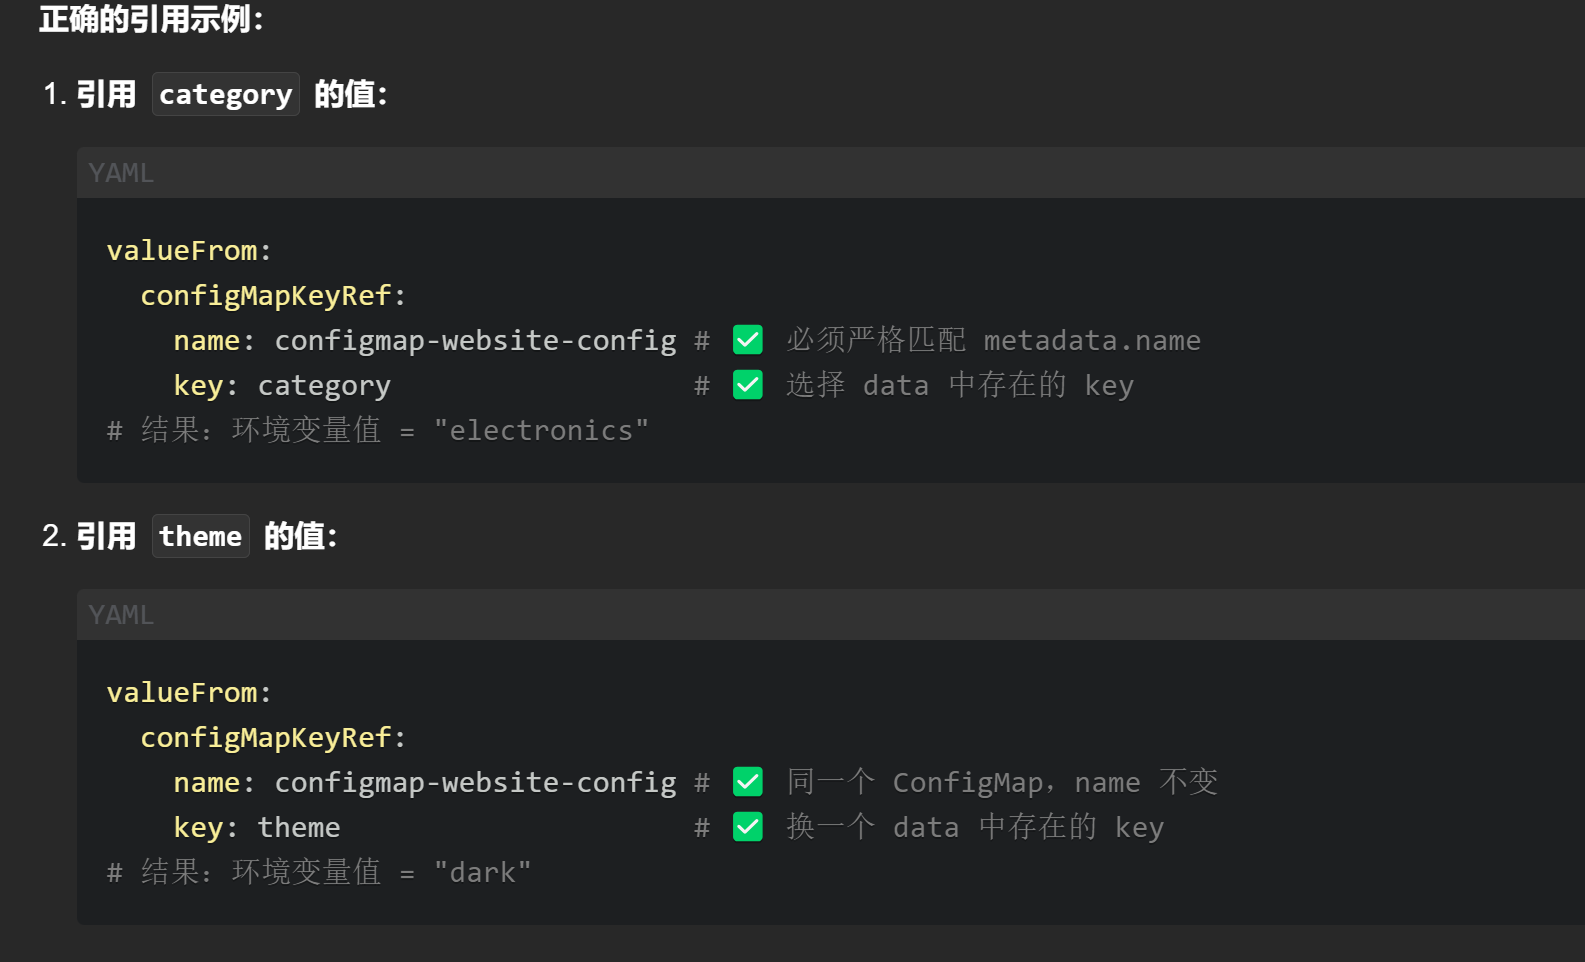 正确的引用示例：
1. 引用 category 的值：
YAML
valueFrom:
  configMapKeyRef:
    name: configmap-website-config # ✅ 必须严格匹配 metadata.name
    key: category                  # ✅ 选择 data 中存在的 key
# 结果：环境变量值 = "electronics"
2. 引用 theme 的值：
YAML
valueFrom:
  configMapKeyRef:
    name: configmap-website-config # ✅ 同一个 ConfigMap，name 不变
    key: theme                     # ✅ 换一个 data 中存在的 key
# 结果：环境变量值 = "dark"